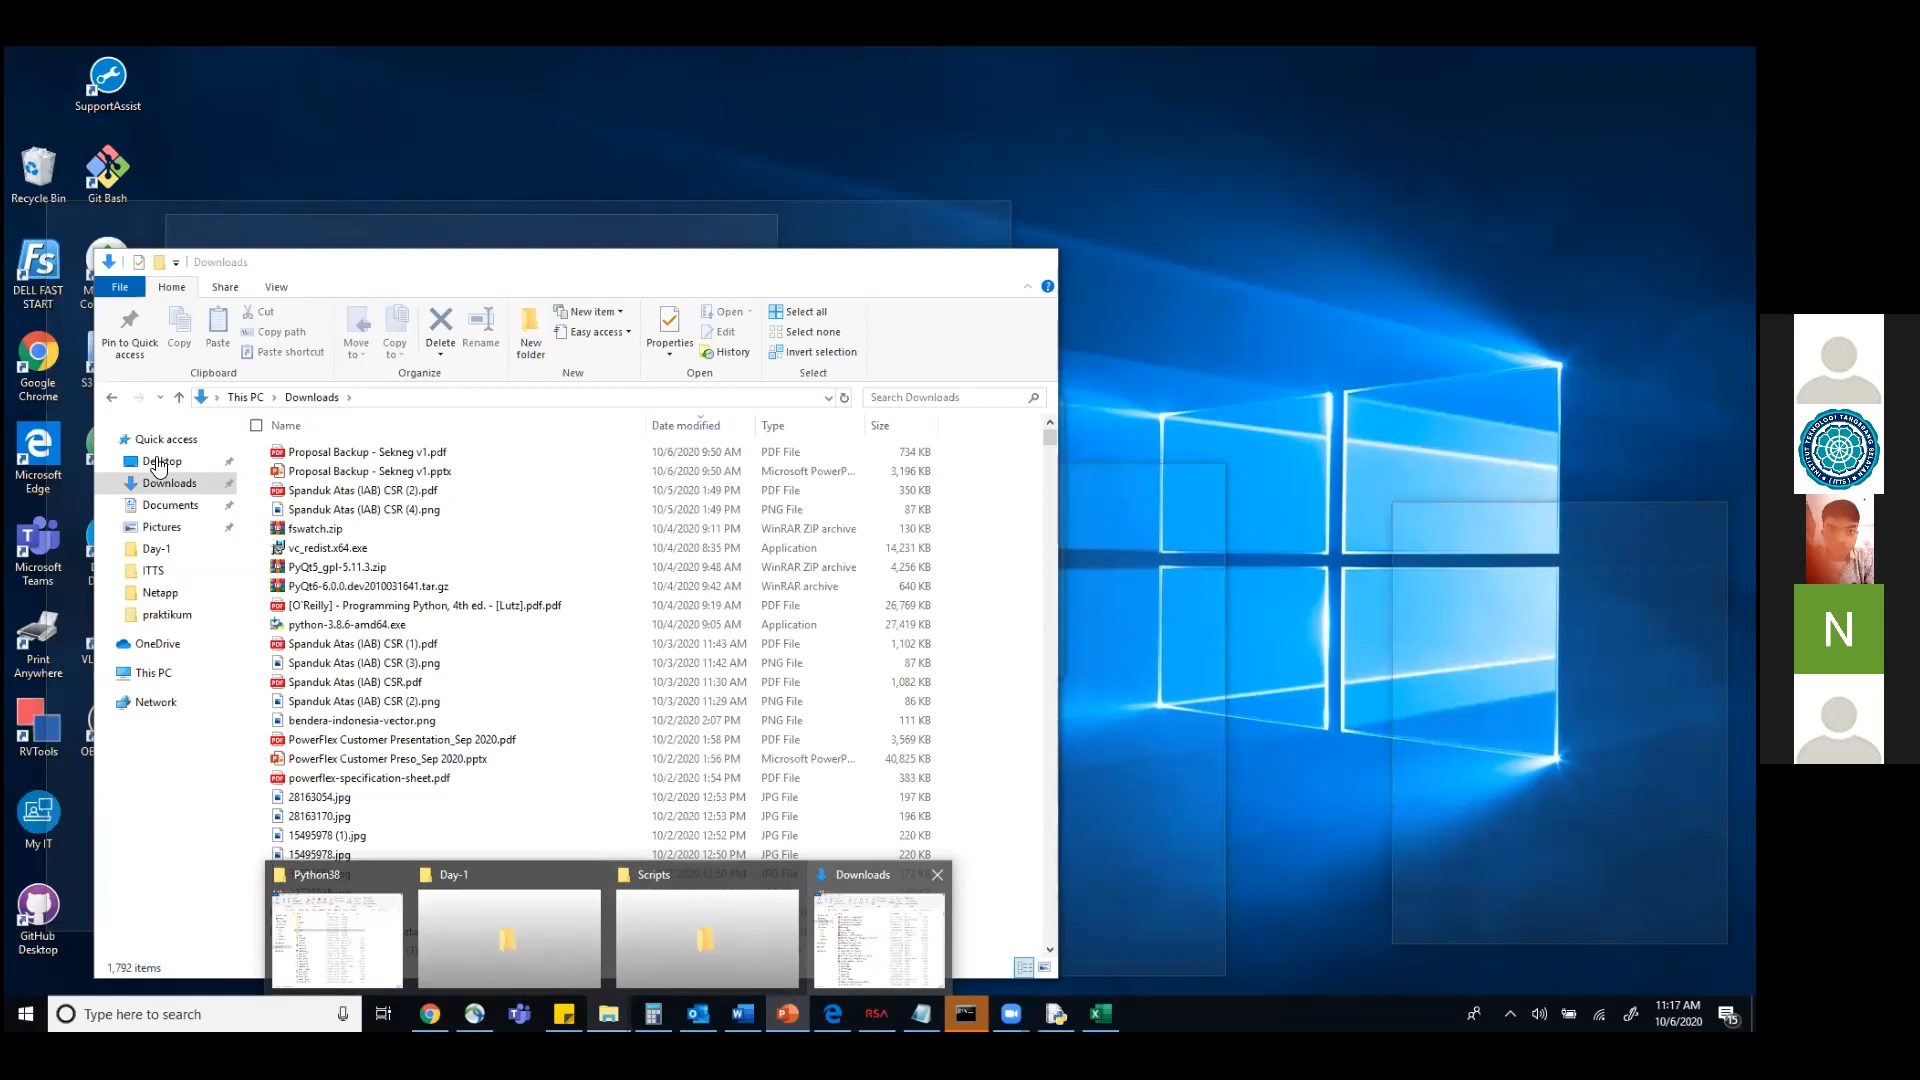 SupportAssist
Recycle Bin
Git Bash
Fs
DELL FAST
START
Google
Chrome
Microsoft
Edge
Microsoft
Teams
Print
Anywhere
RVTools
My IT
GitHub
Desktop
Downloads
File Home Share View
Pin to Quick
access
Copy
Paste
Cut
Copy path
Paste shortcut
Clipboard
Move
to
Copy
to
Delete
Rename
Organize
New
folder
New item
Easy access
New
Properties
Open
Edit
History
Open
Select all
Select none
Invert selection
Select
This PC > Downloads >
Search Downloads
Quick access
Desktop
Downloads
Documents
Pictures
Day-1
ITTS
Netapp
praktikum
OneDrive
This PC
Network
Name Date modified Type Size
Proposal Backup - Sekneg v1.pdf 10/6/2020 9:50 AM PDF File 734 KB
Proposal Backup - Sekneg v1.pptx 10/6/2020 9:50 AM Microsoft PowerP... 3,196 KB
Spanduk Atas (IAB) CSR (2).pdf 10/5/2020 1:49 PM PDF File 350 KB
Spanduk Atas (IAB) CSR (4).png 10/5/2020 1:49 PM PNG File 87 KB
fswatch.zip 10/4/2020 9:11 PM WinRAR ZIP archive 130 KB
vc_redist.x64.exe 10/4/2020 8:35 PM Application 14,231 KB
PyQt5_gpl-5.11.3.zip 10/4/2020 9:48 AM WinRAR ZIP archive 4,256 KB
PyQt6-6.0.0.dev2010031641.tar.gz 10/4/2020 9:42 AM WinRAR archive 640 KB
[O`Reilly] - Programming Python, 4th ed. - [Lutz].pdf.pdf 10/4/2020 9:19 AM PDF File 26,769 KB
python-3.8.6-amd64.exe 10/4/2020 9:05 AM Application 27,419 KB
Spanduk Atas (IAB) CSR (1).pdf 10/3/2020 11:43 AM PDF File 1,102 KB
Spanduk Atas (IAB) CSR (3).png 10/3/2020 11:42 AM PNG File 87 KB
Spanduk Atas (IAB) CSR.pdf 10/3/2020 11:30 AM PDF File 1,082 KB
Spanduk Atas (IAB) CSR (2).png 10/3/2020 11:29 AM PNG File 86 KB
bendera-indonesia-vector.png 10/2/2020 2:07 PM PNG File 111 KB
PowerFlex Customer Presentation_Sep 2020.pdf 10/2/2020 1:58 PM PDF File 3,569 KB
PowerFlex Customer Preso_Sep 2020.pptx 10/2/2020 1:56 PM Microsoft PowerP... 40,825 KB
powerflex-specification-sheet.pdf 10/2/2020 1:54 PM PDF File 383 KB
28163054.jpg 10/2/2020 12:53 PM JPG File 197 KB
28163170.jpg 10/2/2020 12:53 PM JPG File 196 KB
15495978 (1).jpg 10/2/2020 12:52 PM JPG File 220 KB
15495978.jpg 10/2/2020 12:50 PM JPG File 220 KB
Python38 Day-1 Scripts Downloads
1,792 items
Type here to search
RSA
11:17 AM
10/6/2020
15
INSTITUT TEKNOLOGI TANGERANG SELATAN
(ITTS)
N